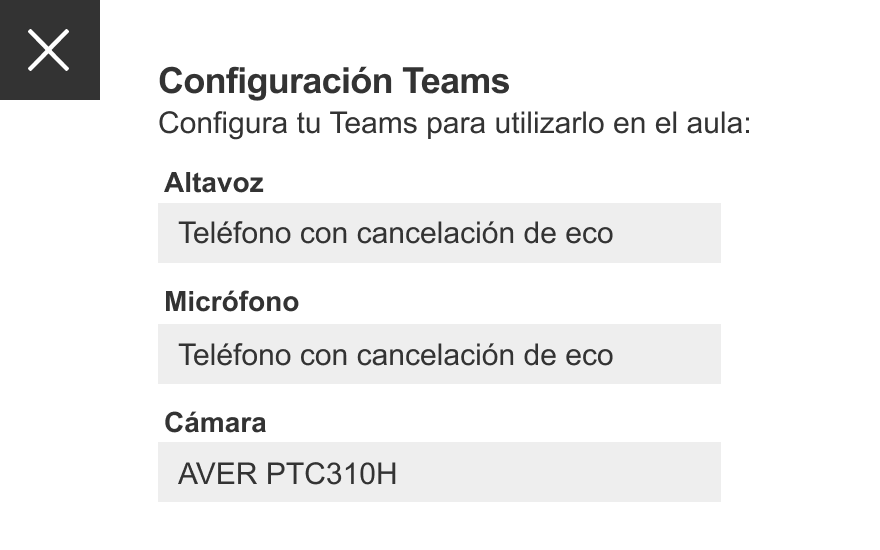 Configuración Teams
Configura tu Teams para utilizarlo en el aula:
Altavoz
Teléfono con cancelación de eco
Micrófono
Teléfono con cancelación de eco
Cámara
AVER PTC310H